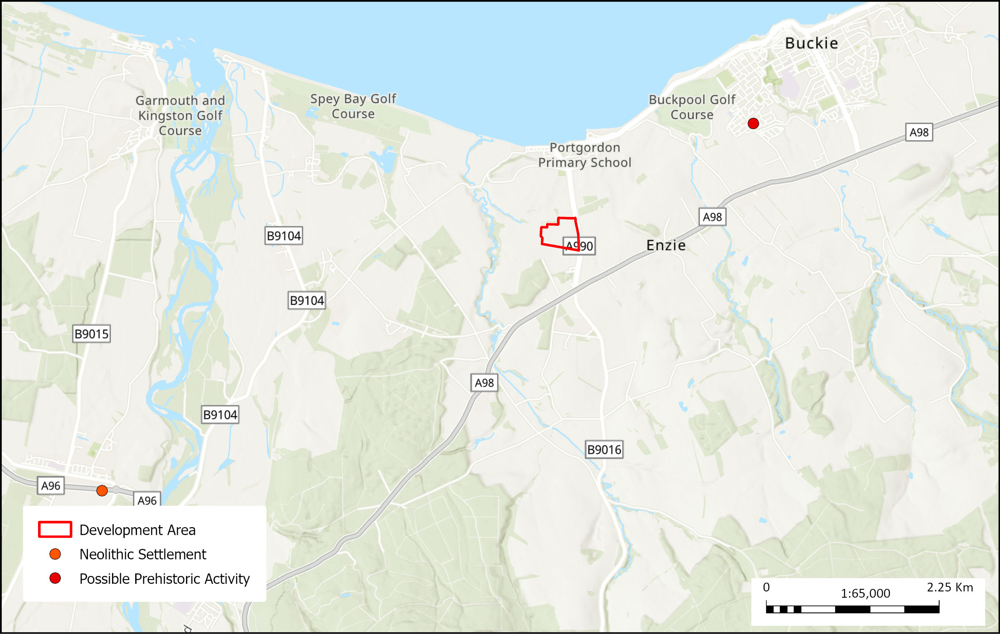 Buckie
Garmouth and
Kingston Golf
Course
Spey Bay Golf
Course
Buckpool Golf
Course
A98
Portgordon
Primary School
A98
B9104
A990
Enzie
B9104
B9015
A98
B9104
B9016
A96
A96
Development Area
Neolithic Settlement
Possible Prehistoric Activity
0
1:65,000
2.25 Km
d